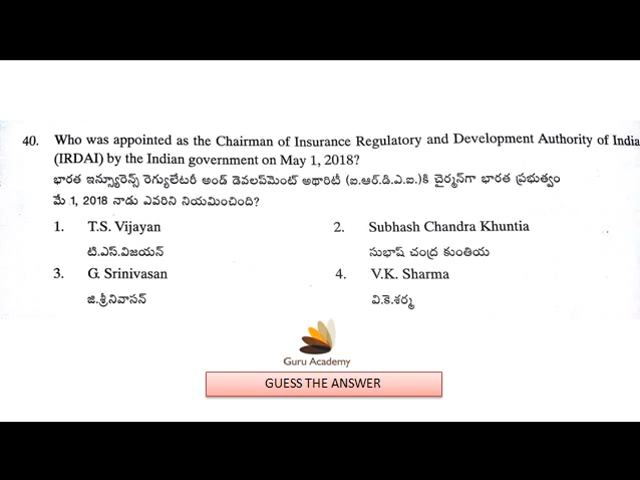 40. Who was appointed as the Chairman of Insurance Regulatory and Development Authority of India
(IRDAI) by the Indian government on May 1, 2018?
భారత ఇన్స్యూరెన్స్ రెగ్యులేటరీ అండ్ డెవలప్‌మెంట్ అథారిటీ (ఐ.ఆర్.డి.ఎ.ఐ.)కి చైర్మన్‌గా భారత ప్రభుత్వం
మే 1, 2018 నాడు ఎవరిని నియమించింది?
1. T.S. Vijayan 2. Subhash Chandra Khuntia
టి.ఎస్.విజయన్ సుభాష్ చంద్ర కుంతియ
3. G. Srinivasan 4. V.K. Sharma
జి.శ్రీనివాసన్ వి.కె.శర్మ
Guru Academy
GUESS THE ANSWER